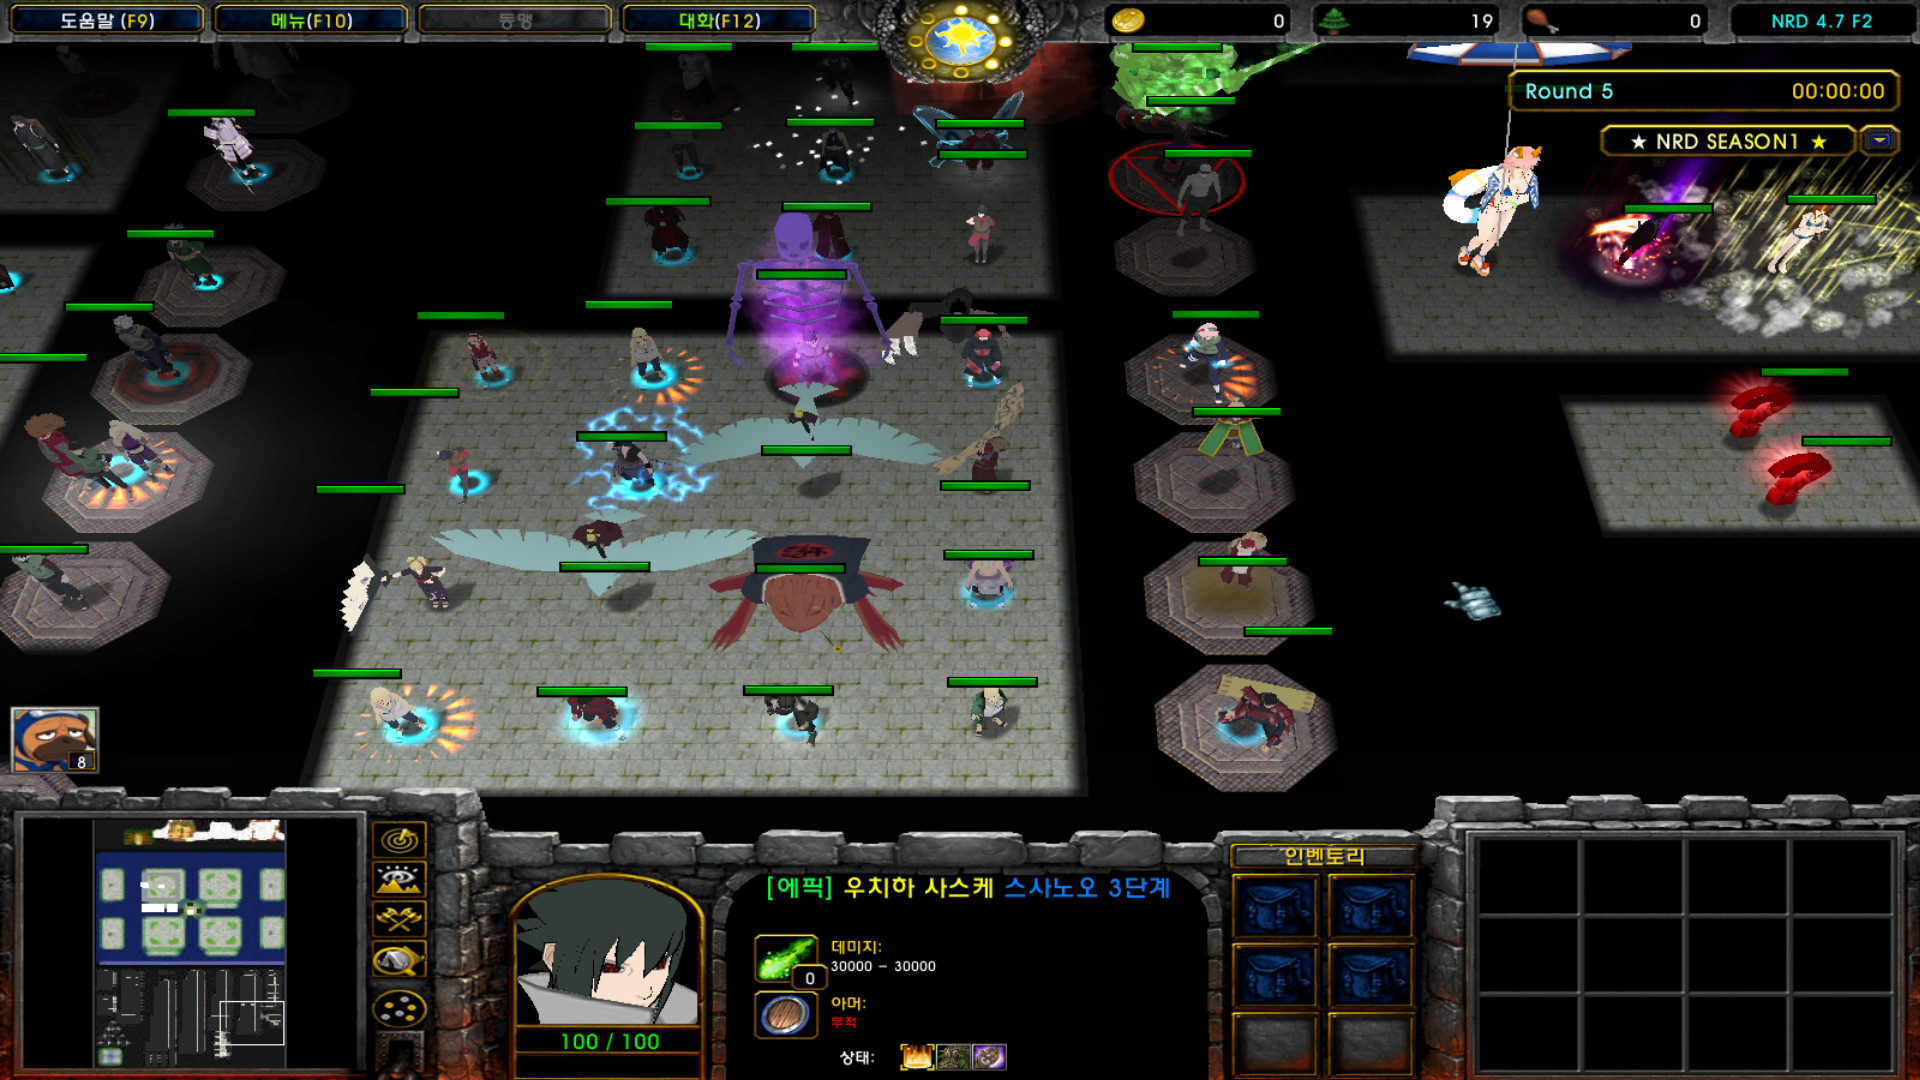 도움말 (F9)
메뉴(F10)
동맹
대화(F12)
0
19
0
NRD 4.7 F2
Round 5
00:00:00
★ NRD SEASON1 ★
8
인벤토리
[에픽] 우치하 사스케 스사노오 3단계
데미지:
30000 - 30000
0
아머:
무적
100 / 100
상태: